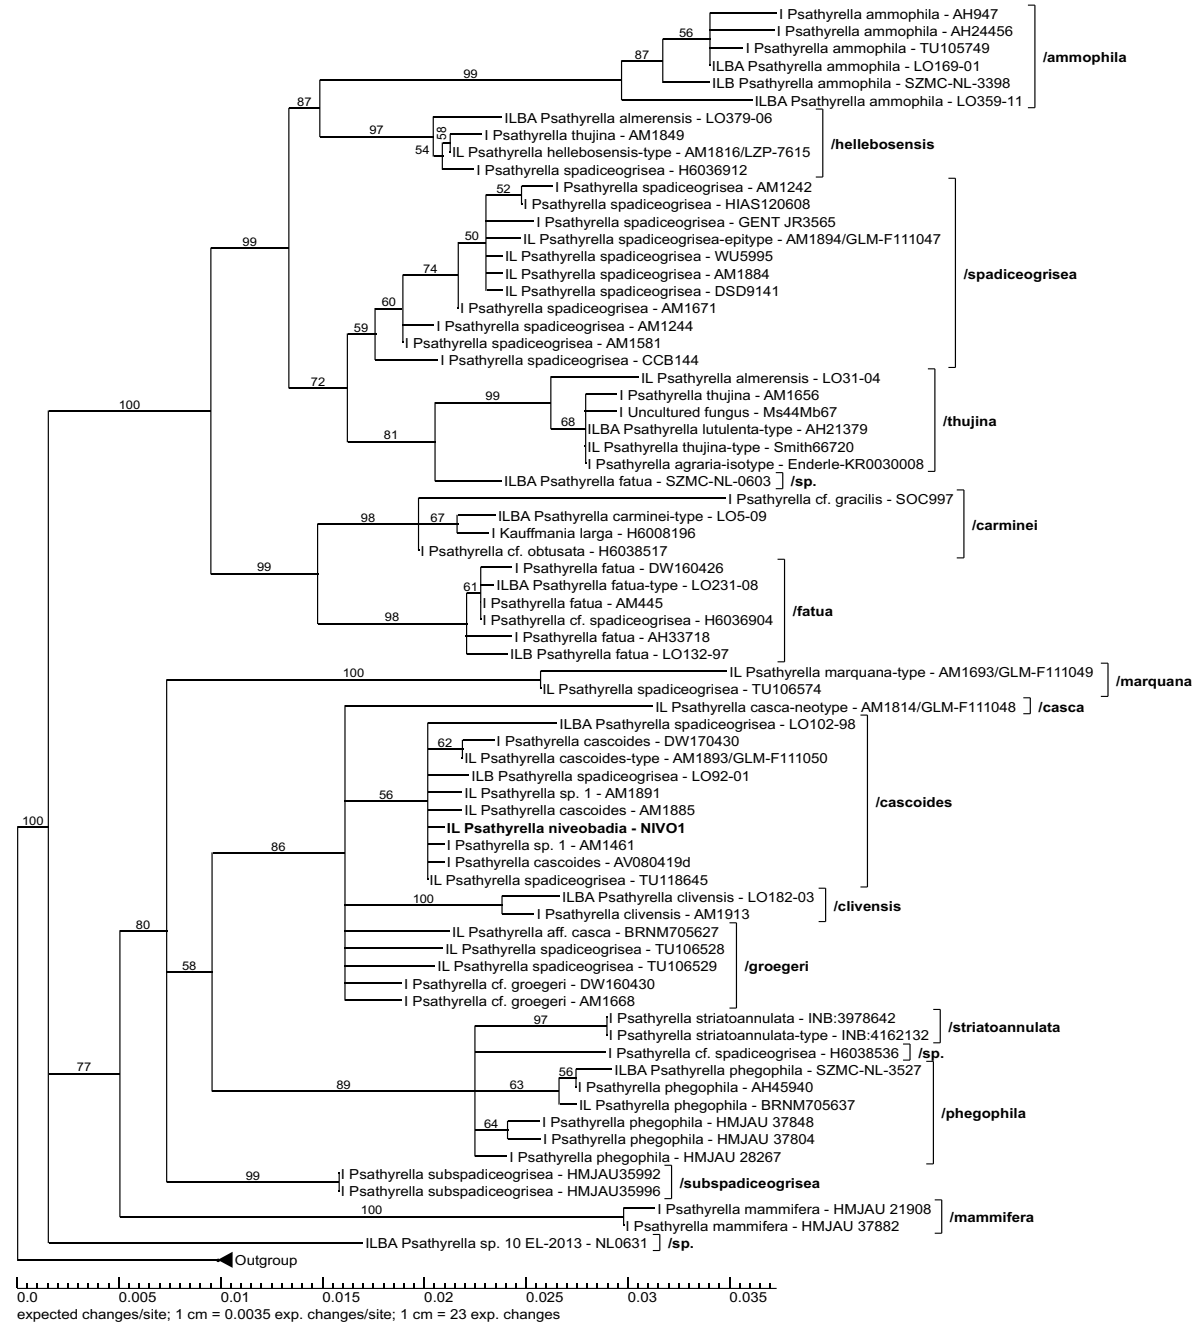 I Psathyrella ammophila - AH947
56
I Psathyrella ammophila - AH24456
I Psathyrella ammophila - TU105749
87
/ammophila
ILBA Psathyrella ammophila - LO169-01
99
ILB Psathyrella ammophila - SZMC-NL-3398
ILBA Psathyrella ammophila - LO359-11
87
ILBA Psathyrella almerensis - LO379-06
97
58
I Psathyrella thujina - AM1849
/hellebosensis
54
IL Psathyrella hellebosensis-type - AM1816/LZP-7615
I Psathyrella spadiceogrisea - H6036912
52
I Psathyrella spadiceogrisea - AM1242
I Psathyrella spadiceogrisea - HIAS120608
I Psathyrella spadiceogrisea - GENT JR3565
99
50
IL Psathyrella spadiceogrisea-epitype - AM1894/GLM-F111047
IL Psathyrella spadiceogrisea - WU5995
74
IL Psathyrella spadiceogrisea - AM1884
/spadiceogrisea
IL Psathyrella spadiceogrisea - DSD9141
60
I Psathyrella spadiceogrisea - AM1671
59
I Psathyrella spadiceogrisea - AM1244
I Psathyrella spadiceogrisea - AM1581
I Psathyrella spadiceogrisea - CCB144
72
IL Psathyrella almerensis - LO31-04
99
I Psathyrella thujina - AM1656
100
I Uncultured fungus - Ms44Mb67
68
/thujina
ILBA Psathyrella lutulenta-type - AH21379
81
IL Psathyrella thujina-type - Smith66720
I Psathyrella agraria-isotype - Enderle-KR0030008
ILBA Psathyrella fatua - SZMC-NL-0603 /sp.
I Psathyrella cf. gracilis - SOC997
98
67
ILBA Psathyrella carminei-type - LO5-09
/carminei
I Kauffmania larga - H6008196
I Psathyrella cf. obtusata - H6038517
99
I Psathyrella fatua - DW160426
61
ILBA Psathyrella fatua-type - LO231-08
I Psathyrella fatua - AM445
/fatua
98
I Psathyrella cf. spadiceogrisea - H6036904
I Psathyrella fatua - AH33718
ILB Psathyrella fatua - LO132-97
100
IL Psathyrella marquana-type - AM1693/GLM-F111049
/marquana
IL Psathyrella spadiceogrisea - TU106574
IL Psathyrella casca-neotype - AM1814/GLM-F111048 /casca
ILBA Psathyrella spadiceogrisea - LO102-98
62
I Psathyrella cascoides - DW170430
IL Psathyrella cascoides-type - AM1893/GLM-F111050
ILB Psathyrella spadiceogrisea - LO92-01
56
IL Psathyrella sp. 1 - AM1891
/cascoides
IL Psathyrella cascoides - AM1885
100
IL Psathyrella niveobadia - NIVO1
86
I Psathyrella sp. 1 - AM1461
I Psathyrella cascoides - AV080419d
IL Psathyrella spadiceogrisea - TU118645
100
ILBA Psathyrella clivensis - LO182-03
/clivensis
I Psathyrella clivensis - AM1913
80
IL Psathyrella aff. casca - BRNM705627
IL Psathyrella spadiceogrisea - TU106528
58
IL Psathyrella spadiceogrisea - TU106529
/groegeri
I Psathyrella cf. groegeri - DW160430
I Psathyrella cf. groegeri - AM1668
97
I Psathyrella striatoannulata - INB:3978642
/striatoannulata
I Psathyrella striatoannulata-type - INB:4162132
I Psathyrella cf. spadiceogrisea - H6038536 /sp.
77
56
ILBA Psathyrella phegophila - SZMC-NL-3527
89
63
I Psathyrella phegophila - AH45940
IL Psathyrella phegophila - BRNM705637
/phegophila
64
I Psathyrella phegophila - HMJAU 37848
I Psathyrella phegophila - HMJAU 37804
I Psathyrella phegophila - HMJAU 28267
99
I Psathyrella subspadiceogrisea - HMJAU35992
/subspadiceogrisea
I Psathyrella subspadiceogrisea - HMJAU35996
100
I Psathyrella mammifera - HMJAU 21908
/mammifera
I Psathyrella mammifera - HMJAU 37882
ILBA Psathyrella sp. 10 EL-2013 - NL0631 /sp.
Outgroup
0.0 0.005 0.01 0.015 0.02 0.025 0.03 0.035
expected changes/site; 1 cm = 0.0035 exp. changes/site; 1 cm = 23 exp. changes